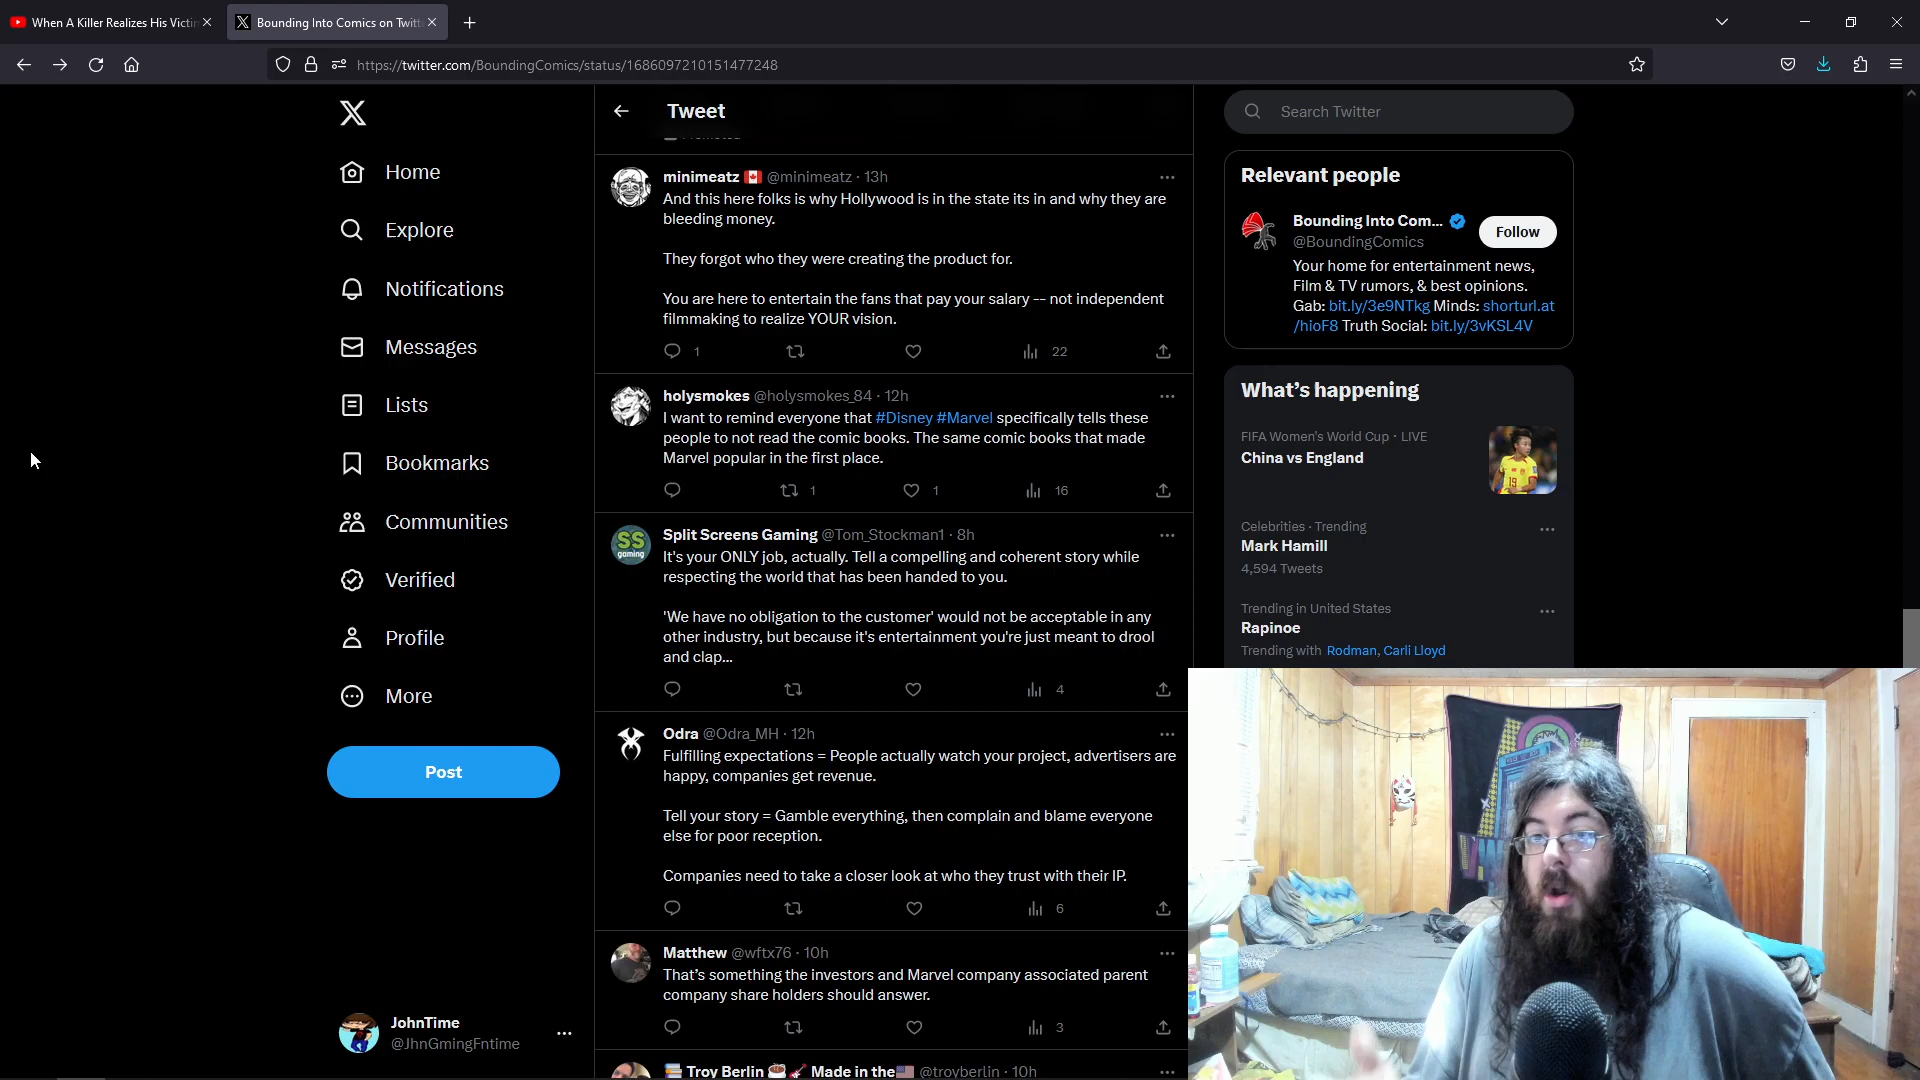 When A Killer Realizes His Victi
Bounding Into Comics on Twitt
https://twitter.com/BoundingComics/status/1686097210151477248
Home
Explore
Notifications
Messages
Lists
Bookmarks
Communities
Verified
Profile
More
Post
JohnTime
@JhnGmingFntime
Tweet
minimeatz @minimeatz · 13h
And this here folks is why Hollywood is in the state its in and why they are
bleeding money.
They forgot who they were creating the product for.
You are here to entertain the fans that pay your salary -- not independent
filmmaking to realize YOUR vision.
1 22
holysmokes @holysmokes_84 · 12h
I want to remind everyone that #Disney #Marvel specifically tells these
people to not read the comic books. The same comic books that made
Marvel popular in the first place.
1 1 16
Split Screens Gaming @Tom_Stockman1 · 8h
It's your ONLY job, actually. Tell a compelling and coherent story while
respecting the world that has been handed to you.
'We have no obligation to the customer' would not be acceptable in any
other industry, but because it's entertainment you're just meant to drool
and clap...
4
SS
gaming
Odra @Odra_MH · 12h
Fulfilling expectations = People actually watch your project, advertisers are
happy, companies get revenue.
Tell your story = Gamble everything, then complain and blame everyone
else for poor reception.
Companies need to take a closer look at who they trust with their IP.
6
Matthew @wftx76 · 10h
That's something the investors and Marvel company associated parent
company share holders should answer.
3
Troy Berlin Made in the @troyberlin · 10h
Search Twitter
Relevant people
Bounding Into Com...
@BoundingComics
Follow
Your home for entertainment news,
Film & TV rumors, & best opinions.
Gab: bit.ly/3e9NTkg Minds: shorturl.at
/hioF8 Truth Social: bit.ly/3vKSL4V
What's happening
FIFA Women's World Cup · LIVE
China vs England
Celebrities · Trending
Mark Hamill
4,594 Tweets
Trending in United States
Rapinoe
Trending with Rodman, Carli Lloyd